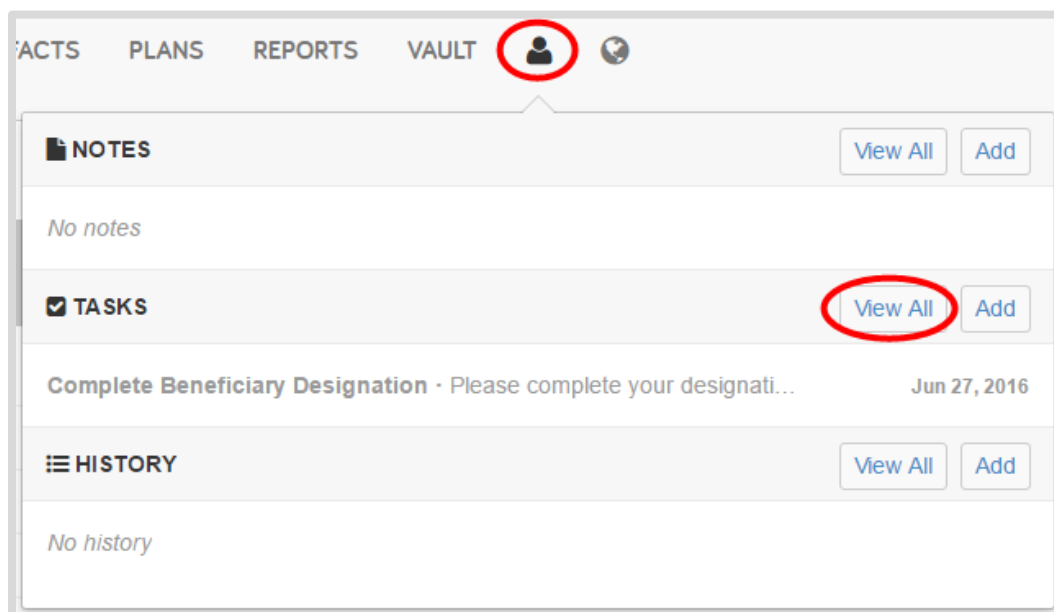 FACTS PLANS REPORTS VAULT
NOTES View All Add
No notes
TASKS View All Add
Complete Beneficiary Designation · Please complete your designati... Jun 27, 2016
HISTORY View All Add
No history